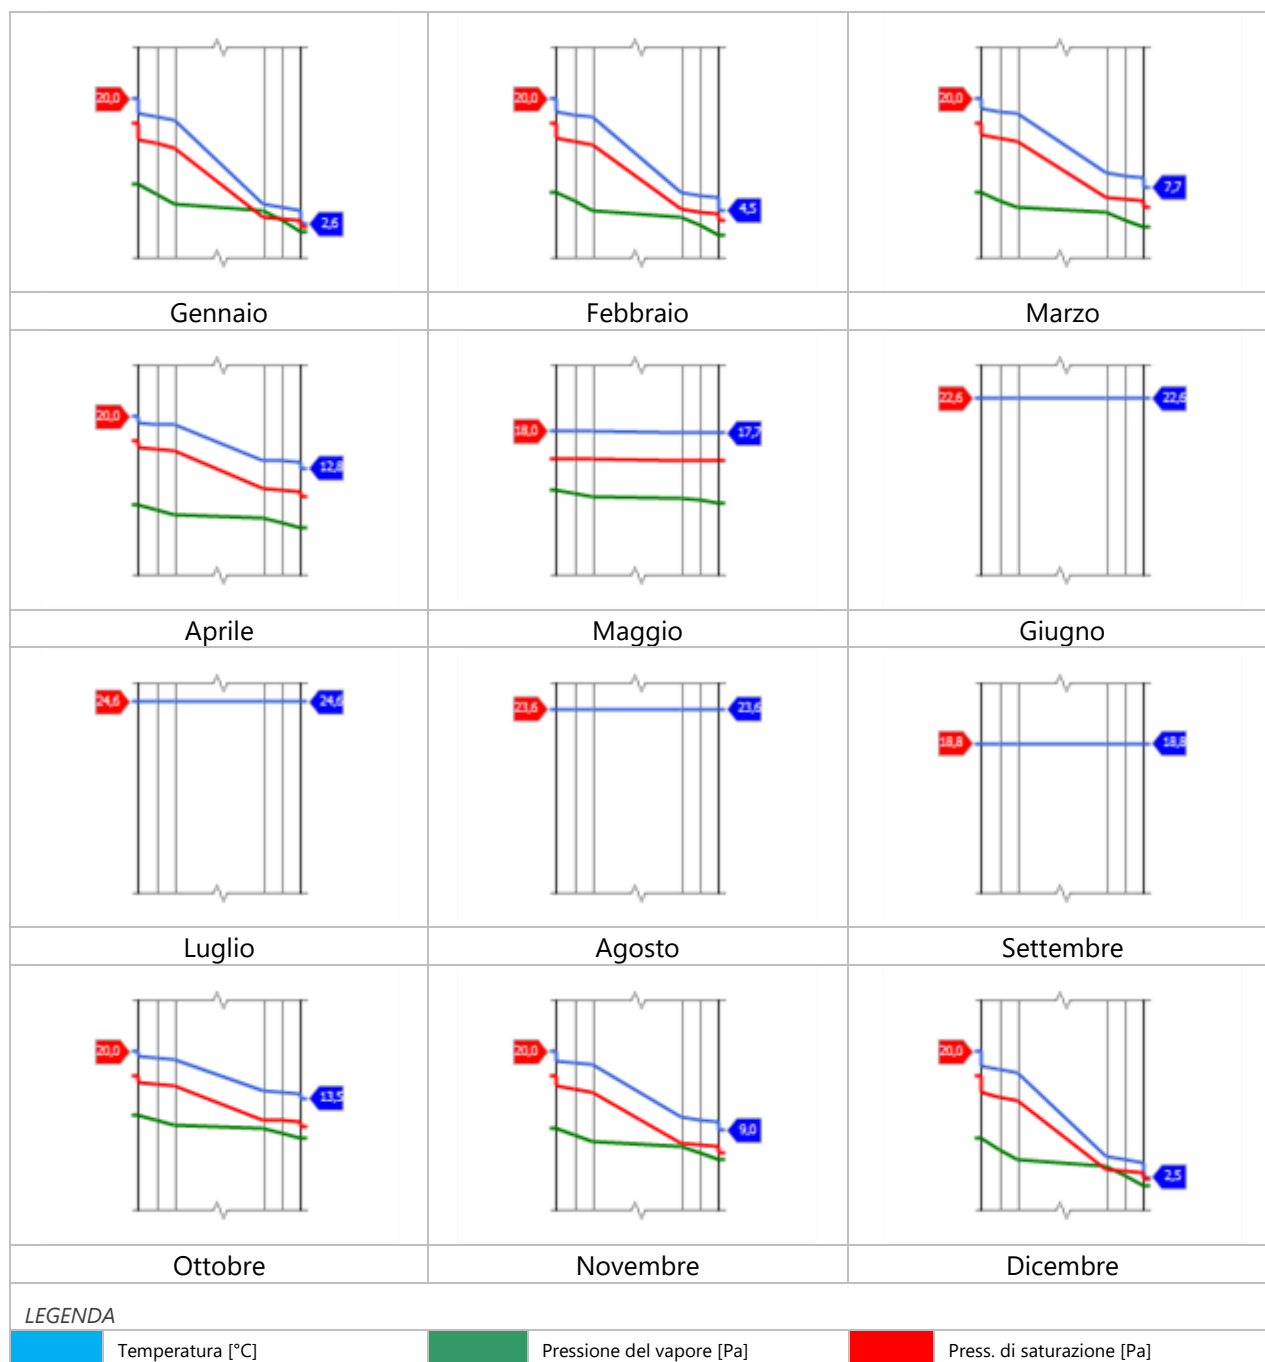 20,0
2,6
20,0
4,5
20,0
7,7
Gennaio
Febbraio
Marzo
20,0
12,8
18,0
17,7
22,6
22,6
Aprile
Maggio
Giugno
24,6
24,6
23,6
23,6
18,8
18,8
Luglio
Agosto
Settembre
20,0
13,5
20,0
9,0
20,0
2,5
Ottobre
Novembre
Dicembre
LEGENDA
Temperatura [°C]
Pressione del vapore [Pa]
Press. di saturazione [Pa]